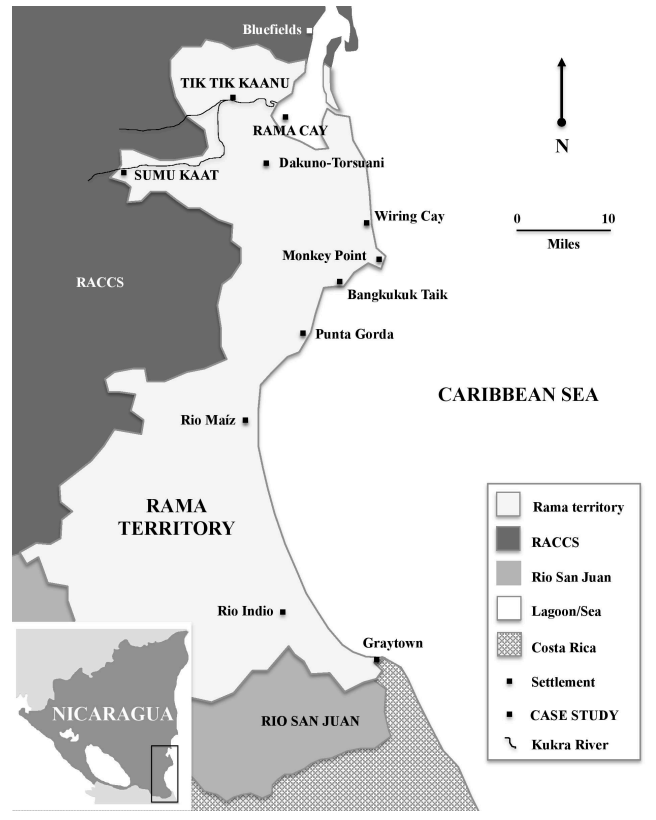 Bluefields
TIK TIK KAANU
RAMA CAY
N
Dakuno-Torsuani
SUMU KAAT
Wiring Cay
0 10
Miles
Monkey Point
RACCS
Bangkukuk Taik
Punta Gorda
CARIBBEAN SEA
Rio Maíz
RAMA
TERRITORY
Rama territory
RACCS
Rio San Juan
Lagoon/Sea
Costa Rica
Settlement
CASE STUDY
Kukra River
Rio Indio
Graytown
NICARAGUA
RIO SAN JUAN